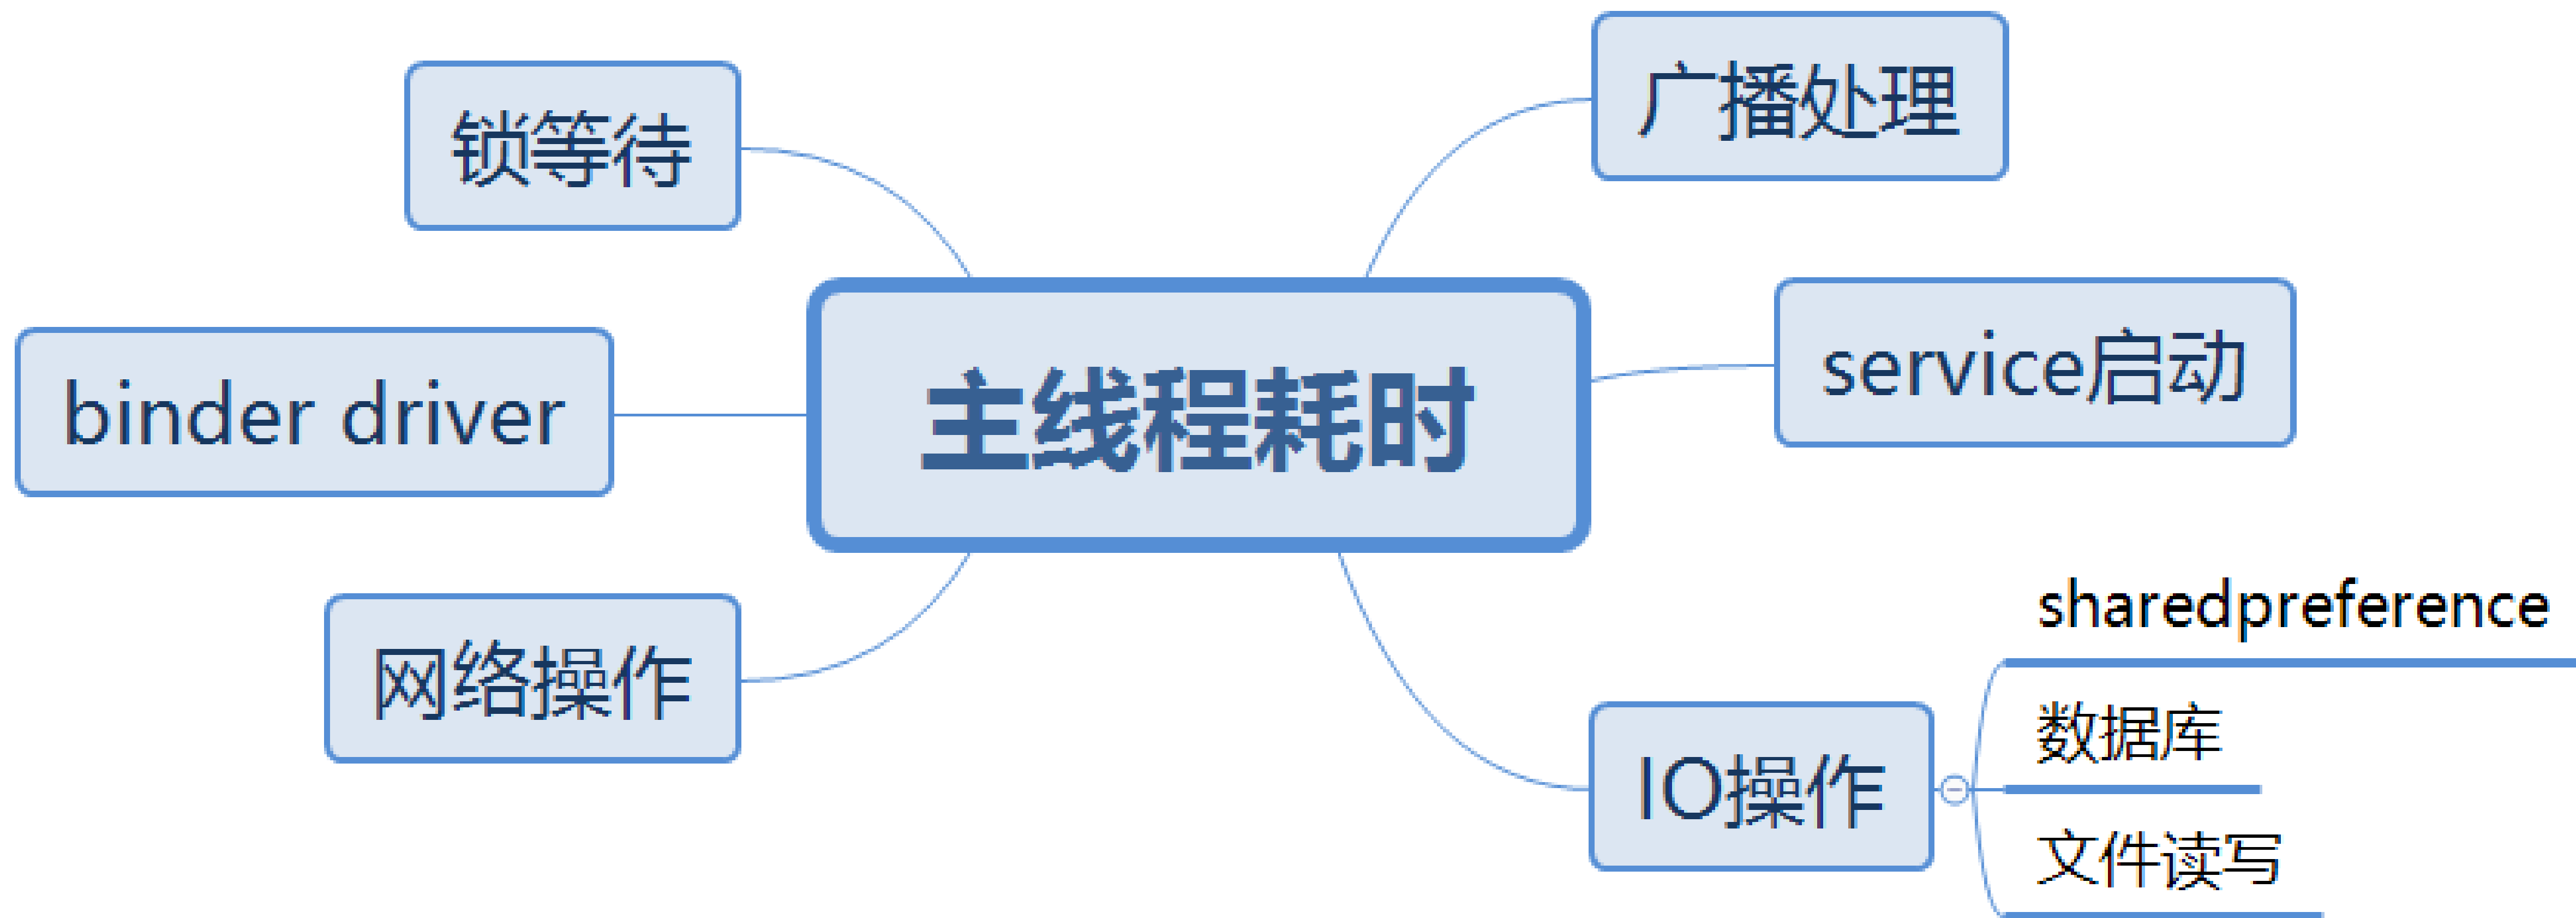 广播处理
锁等待
service启动
binder driver
主线程耗时
sharedpreference
网络操作
数据库
IO操作
文件读写